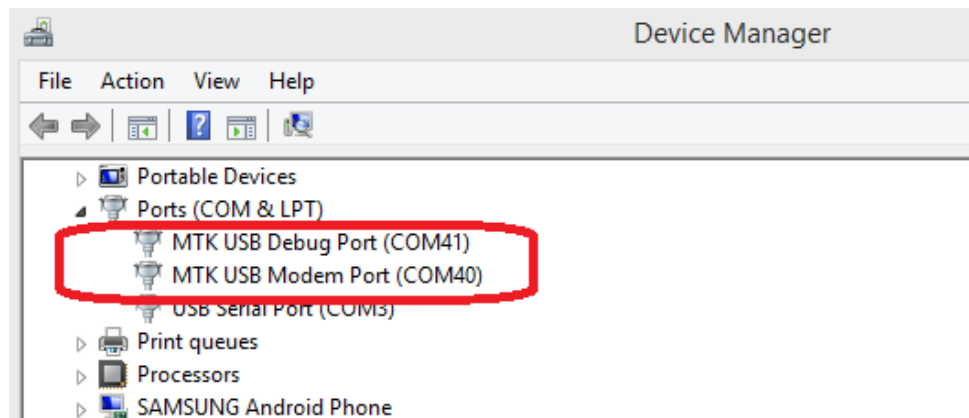 Device Manager
File Action View Help
Portable Devices
Ports (COM & LPT)
MTK USB Debug Port (COM41)
MTK USB Modem Port (COM40)
USB Serial Port (COM3)
Print queues
Processors
SAMSUNG Android Phone